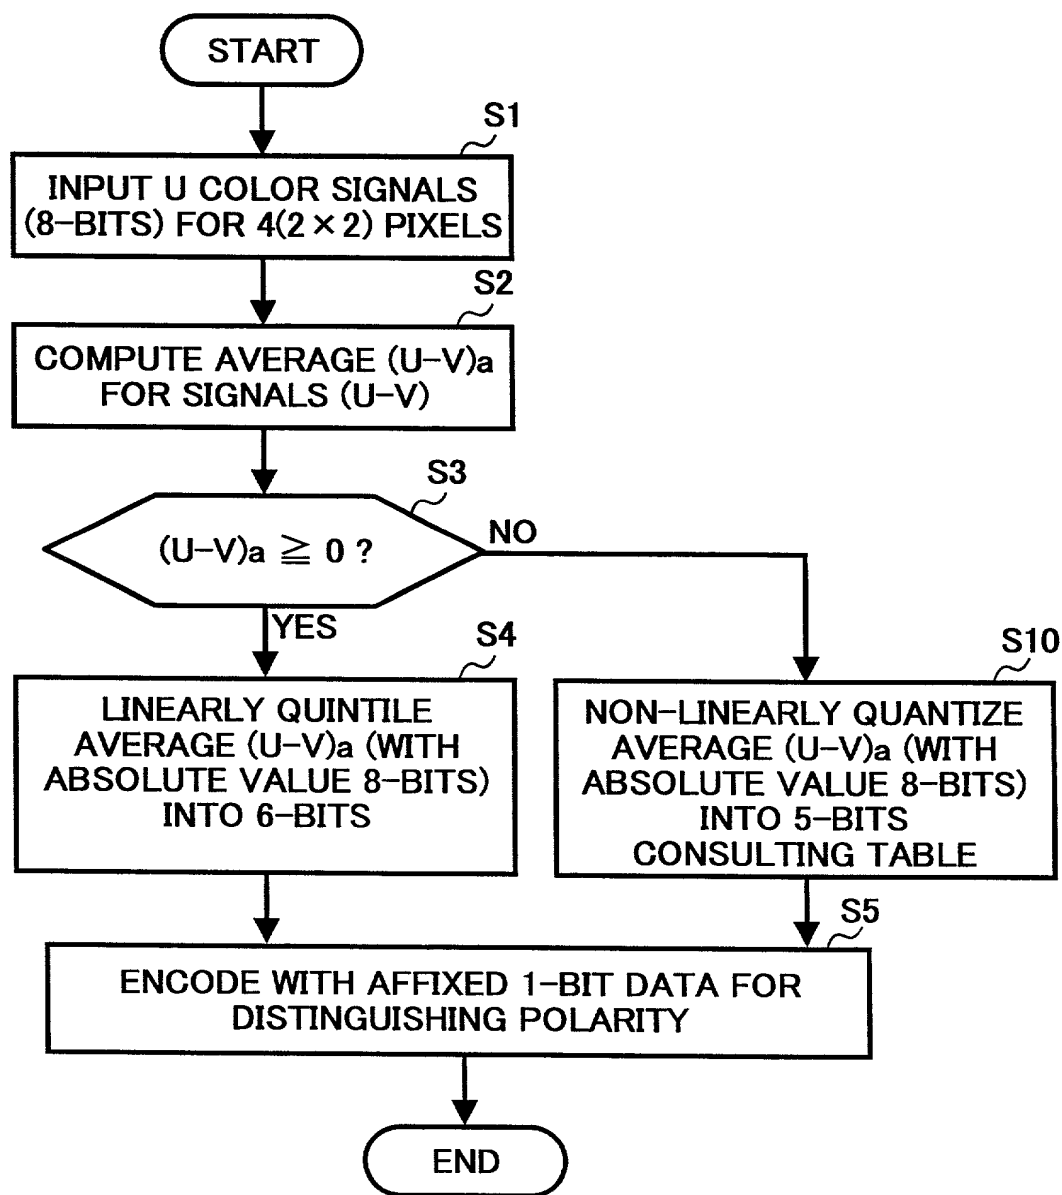 START
S1
INPUT U COLOR SIGNALS
(8-BITS) FOR 4(2×2) PIXELS
S2
COMPUTE AVERAGE (U-V)a
FOR SIGNALS (U-V)
S3
(U-V)a ≧ 0 ?
NO
YES
S4
LINEARLY QUINTILE
AVERAGE (U-V)a (WITH
ABSOLUTE VALUE 8-BITS)
INTO 6-BITS
S10
NON-LINEARLY QUANTIZE
AVERAGE (U-V)a (WITH
ABSOLUTE VALUE 8-BITS)
INTO 5-BITS
CONSULTING TABLE
S5
ENCODE WITH AFFIXED 1-BIT DATA FOR
DISTINGUISHING POLARITY
END